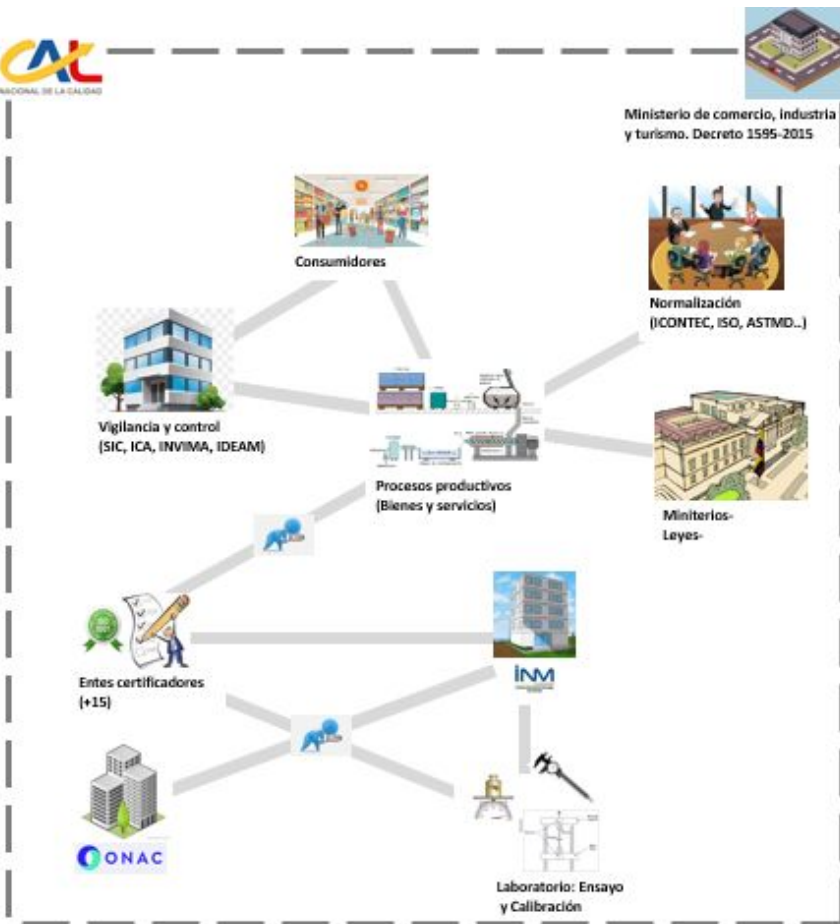 CAL
NACIONAL DE LA CALIDAD
Ministerio de comercio, industria
y turismo. Decreto 1595-2015
Consumidores
Normalización
(ICONTEC, ISO, ASTMD..)
Vigilancia y control
(SIC, ICA, INVIMA, IDEAM)
Procesos productivos
(Bienes y servicios)
Miniterios-
Leyes-
Entes certificadores
(+15)
INM
ONAC
Laboratorio: Ensayo
y Calibración